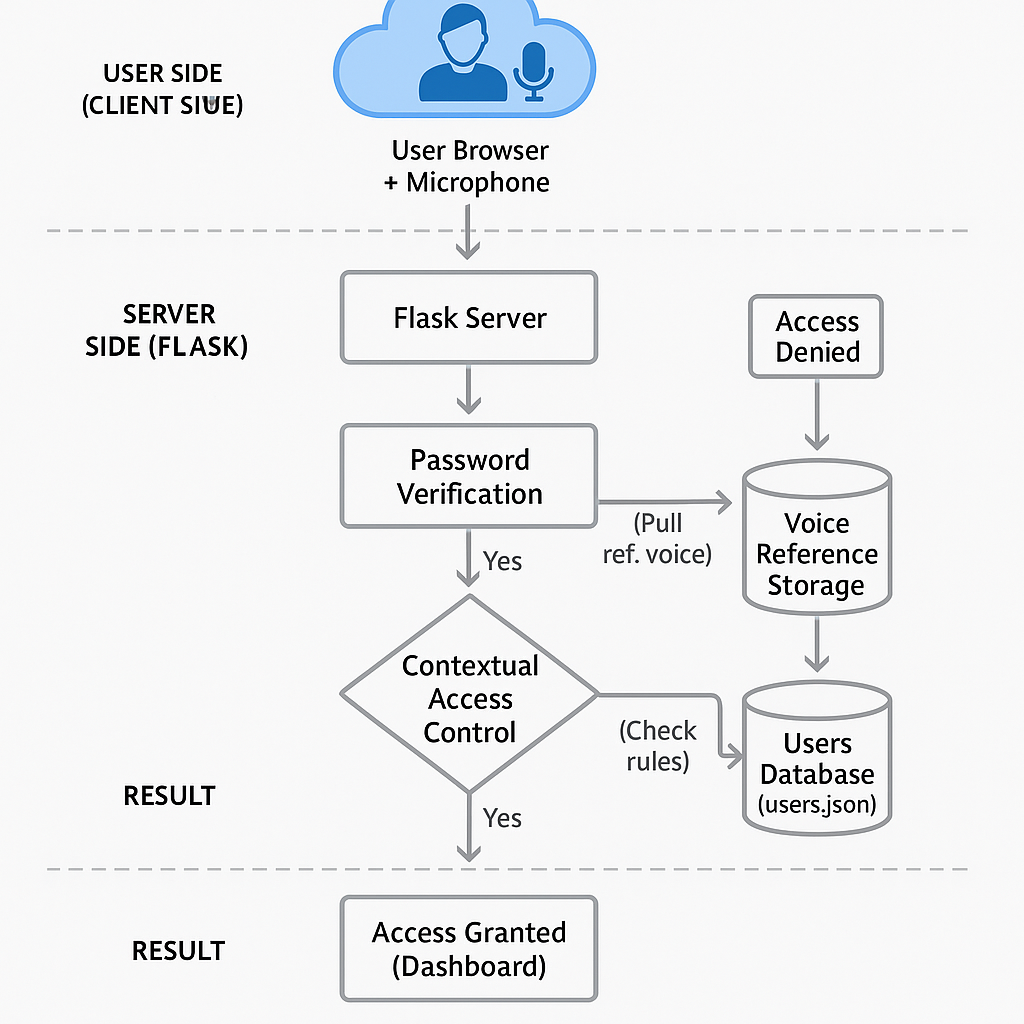 USER SIDE
(CLIENT SIUE)
User Browser
+ Microphone
SERVER
SIDE (FLASK)
Flask Server
Access
Denied
Password
Verification
(Pull
ref. voice)
Voice
Reference
Storage
Yes
Contextual
Access
Control
(Check
rules)
Users
Database
(users.json)
RESULT
Yes
RESULT
Access Granted
(Dashboard)